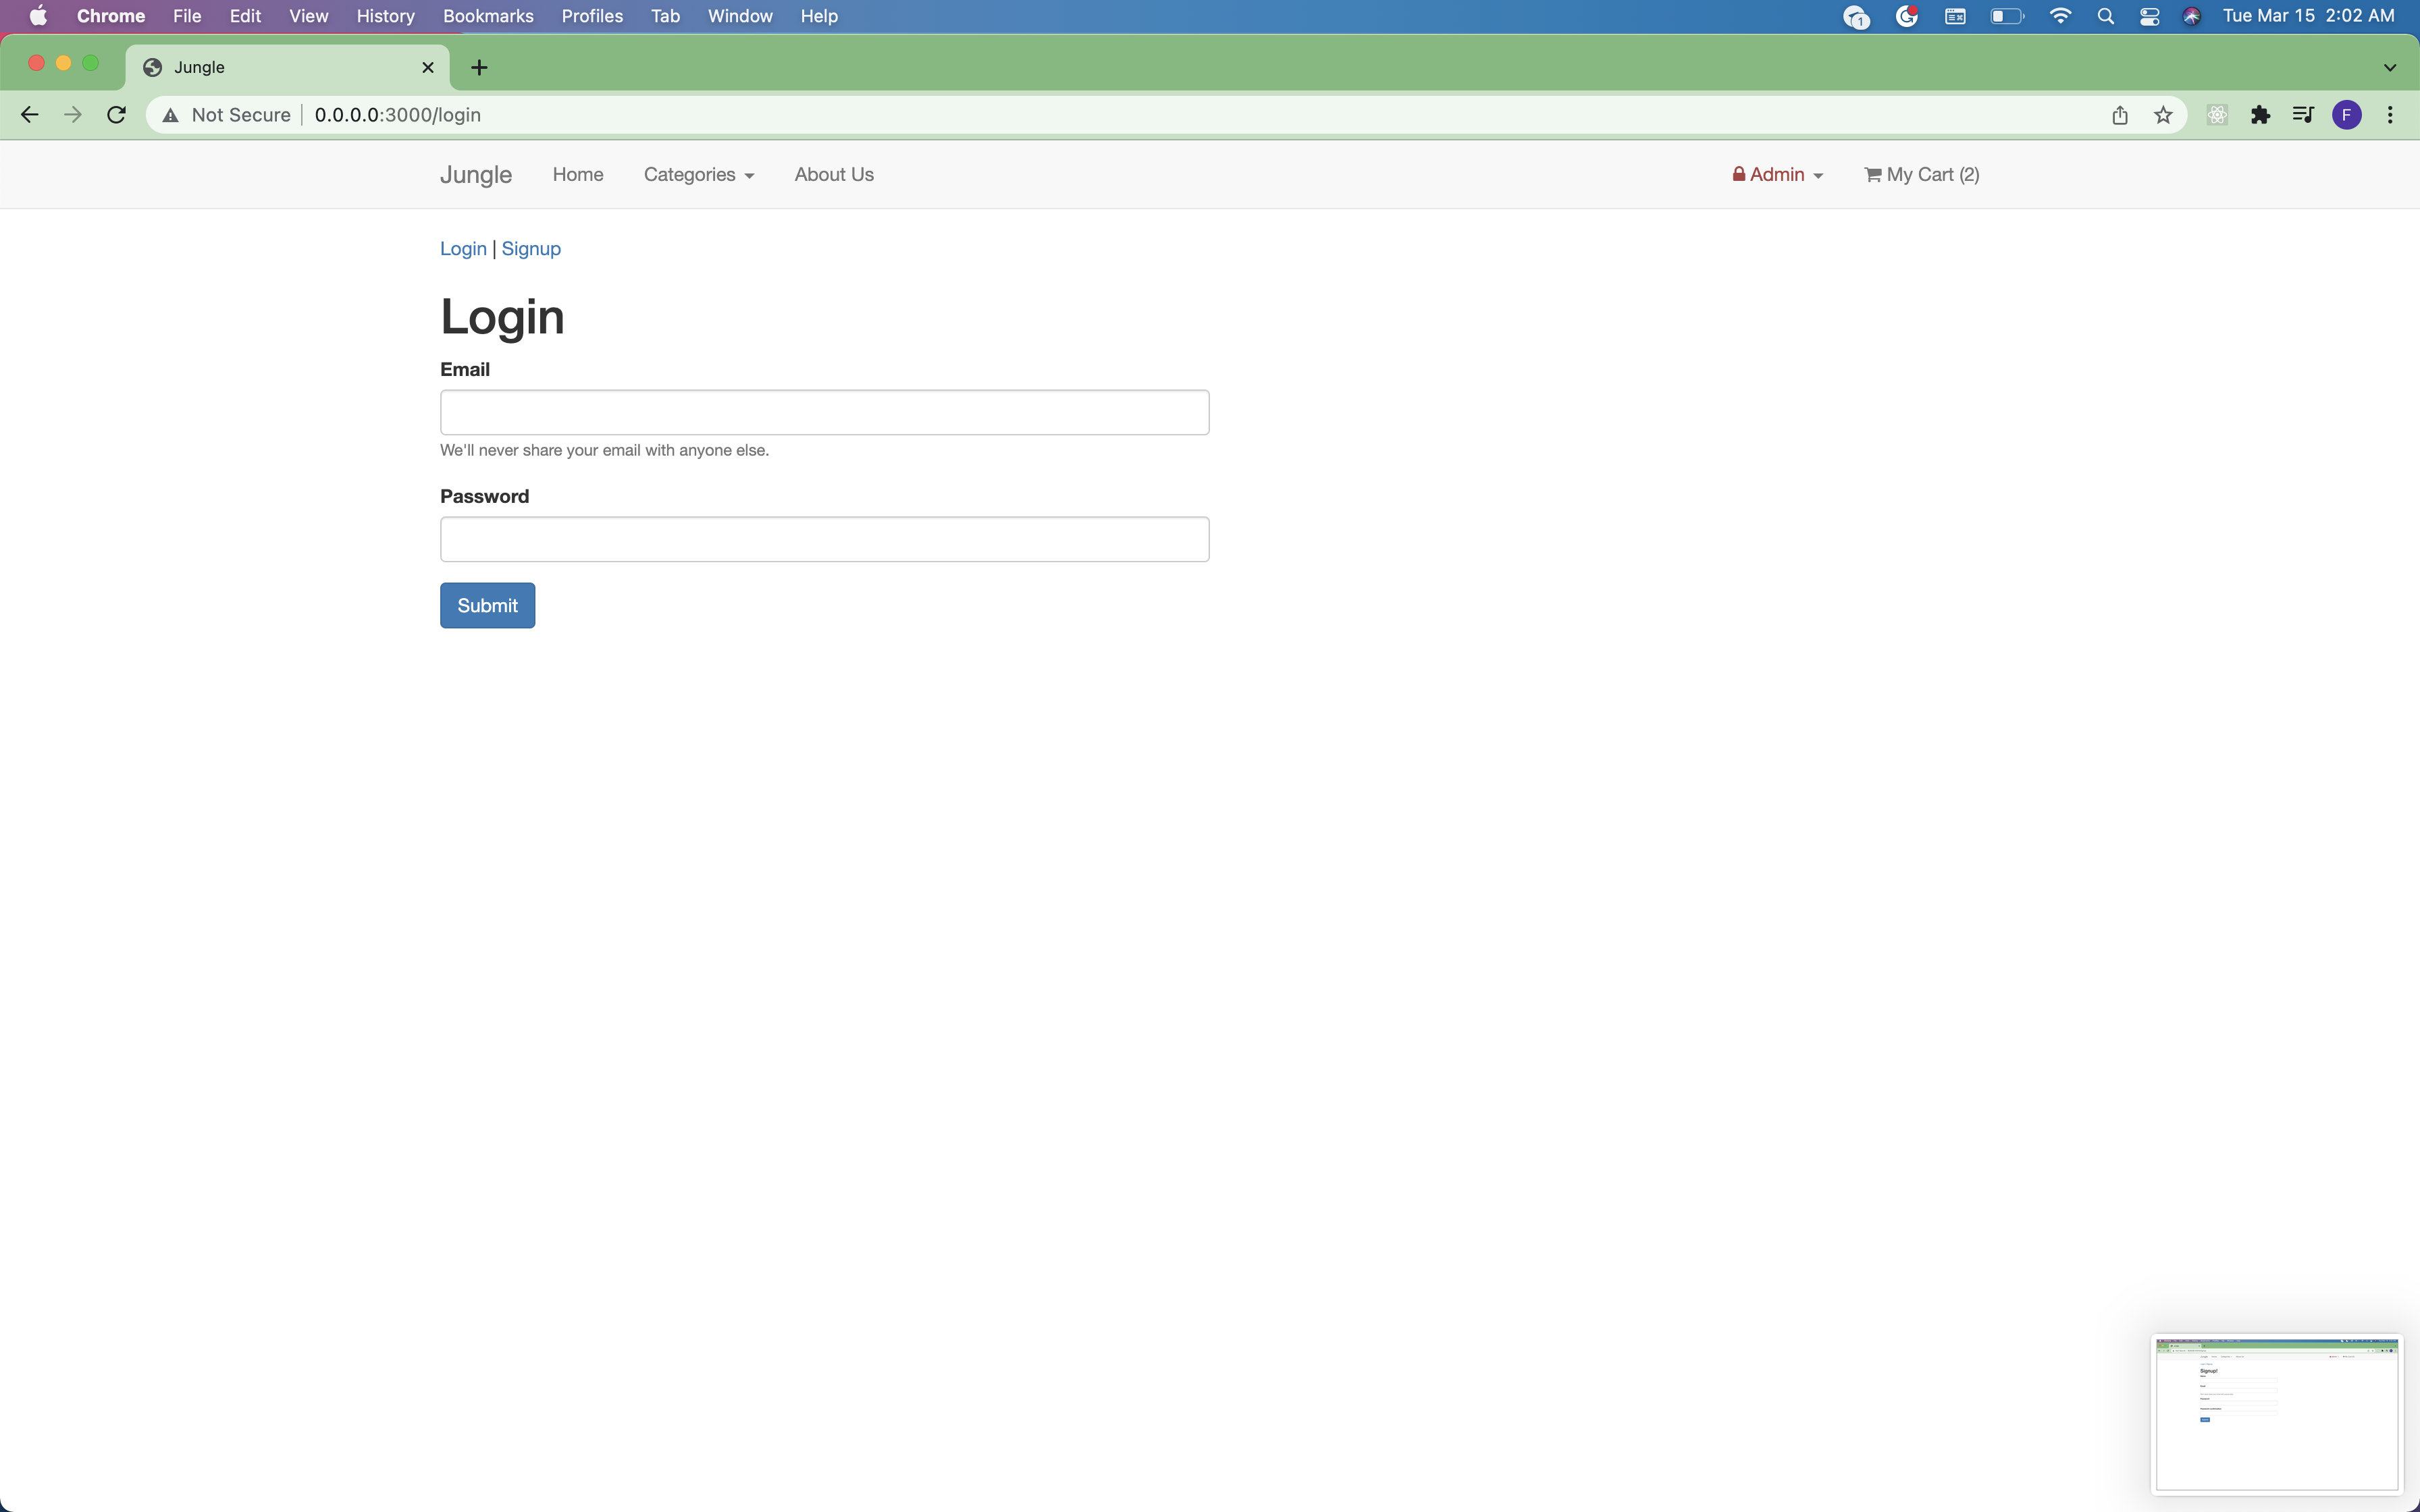 Chrome File Edit View History Bookmarks Profiles Tab Window Help 1 Tue Mar 15 2:02 AM
Jungle
Not Secure 0.0.0.0:3000/login F
Jungle Home Categories About Us Admin My Cart (2)
Login | Signup
Login
Email
We'll never share your email with anyone else.
Password
Submit
Signup!